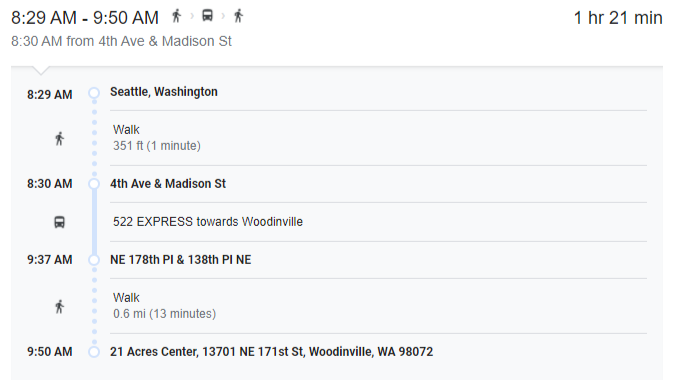 8:29 AM - 9:50 AM
1 hr 21 min
8:30 AM from 4th Ave & Madison St
8:29 AM Seattle, Washington
Walk
351 ft (1 minute)
8:30 AM 4th Ave & Madison St
522 EXPRESS towards Woodinville
9:37 AM NE 178th Pl & 138th Pl NE
Walk
0.6 mi (13 minutes)
9:50 AM 21 Acres Center, 13701 NE 171st St, Woodinville, WA 98072